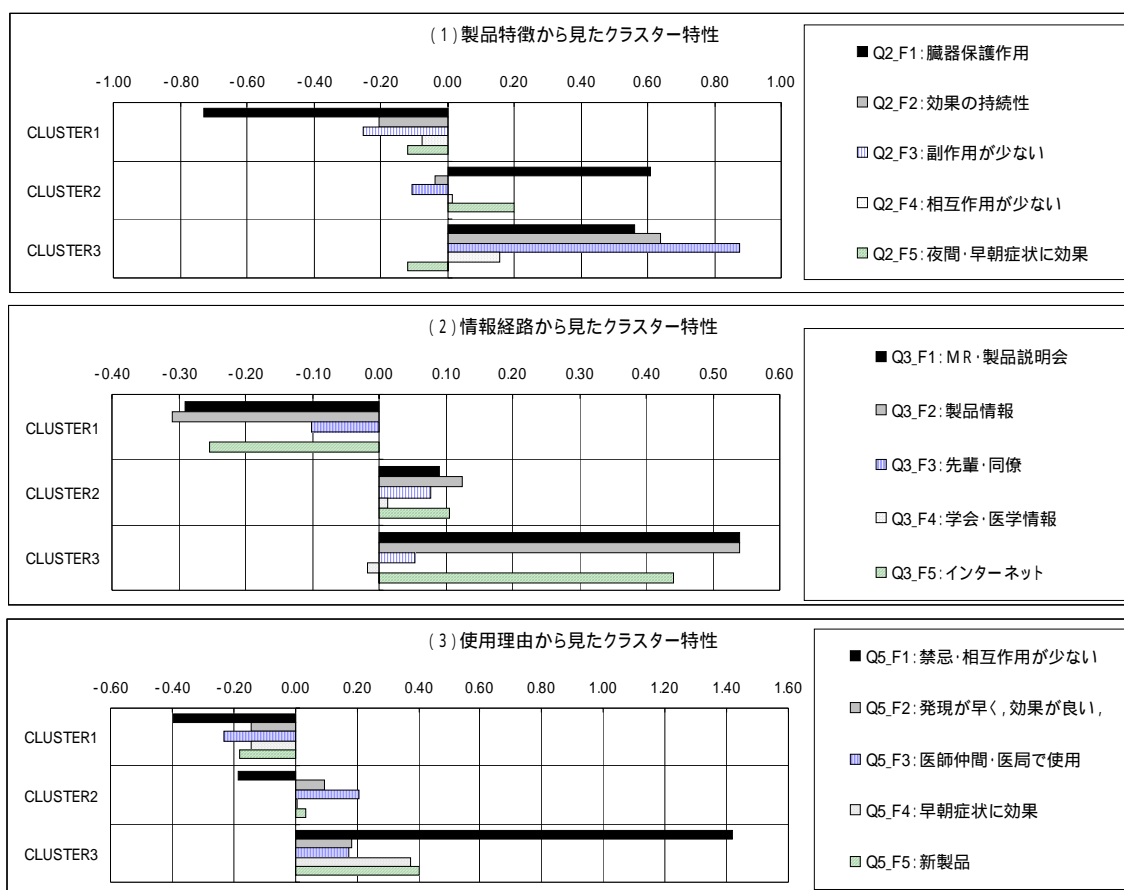 (1)製品特徴から見たクラスター特性
-1.00 -0.80 -0.60 -0.40 -0.20 0.00 0.20 0.40 0.60 0.80 1.00
CLUSTER1
CLUSTER2
CLUSTER3
Q2_F1:臓器保護作用
Q2_F2:効果の持続性
Q2_F3:副作用が少ない
Q2_F4:相互作用が少ない
Q2_F5:夜間・早朝症状に効果
(2)情報経路から見たクラスター特性
-0.40 -0.30 -0.20 -0.10 0.00 0.10 0.20 0.30 0.40 0.50 0.60
CLUSTER1
CLUSTER2
CLUSTER3
Q3_F1:MR・製品説明会
Q3_F2:製品情報
Q3_F3:先輩・同僚
Q3_F4:学会・医学情報
Q3_F5:インターネット
(3)使用理由から見たクラスター特性
-0.60 -0.40 -0.20 0.00 0.20 0.40 0.60 0.80 1.00 1.20 1.40 1.60
CLUSTER1
CLUSTER2
CLUSTER3
Q5_F1:禁忌・相互作用が少ない
Q5_F2:発現が早く,効果が良い,
Q5_F3:医師仲間・医局で使用
Q5_F4:早朝症状に効果
Q5_F5:新製品